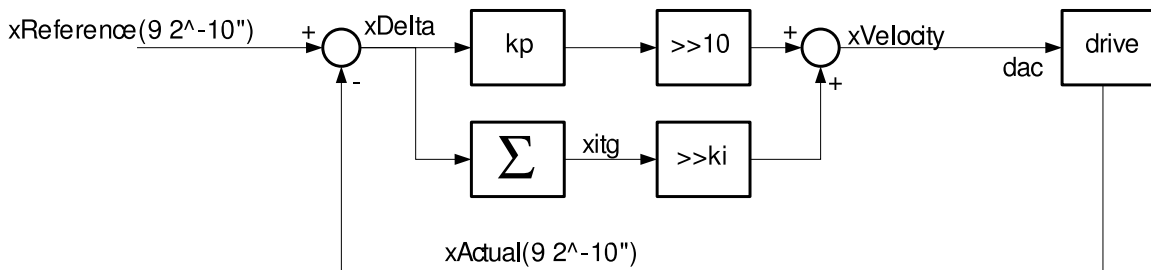 xReference(9 2^-10")
+
-
xDelta
kp
>>10
+
+
xVelocity
dac
drive
Σ
xitg
>>ki
xActual(9 2^-10")